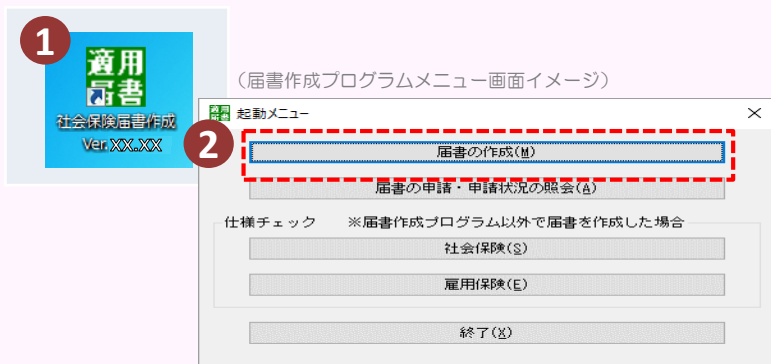 1
適用
届書
社会保険届書作成
Ver.XX.XX
（届書作成プログラムメニュー画面イメージ）
適用
届書
起動メニュー
2
届書の作成(M)
届書の申請・申請状況の照会(A)
仕様チェック ※届書作成プログラム以外で届書を作成した場合
社会保険(S)
雇用保険(E)
終了(X)